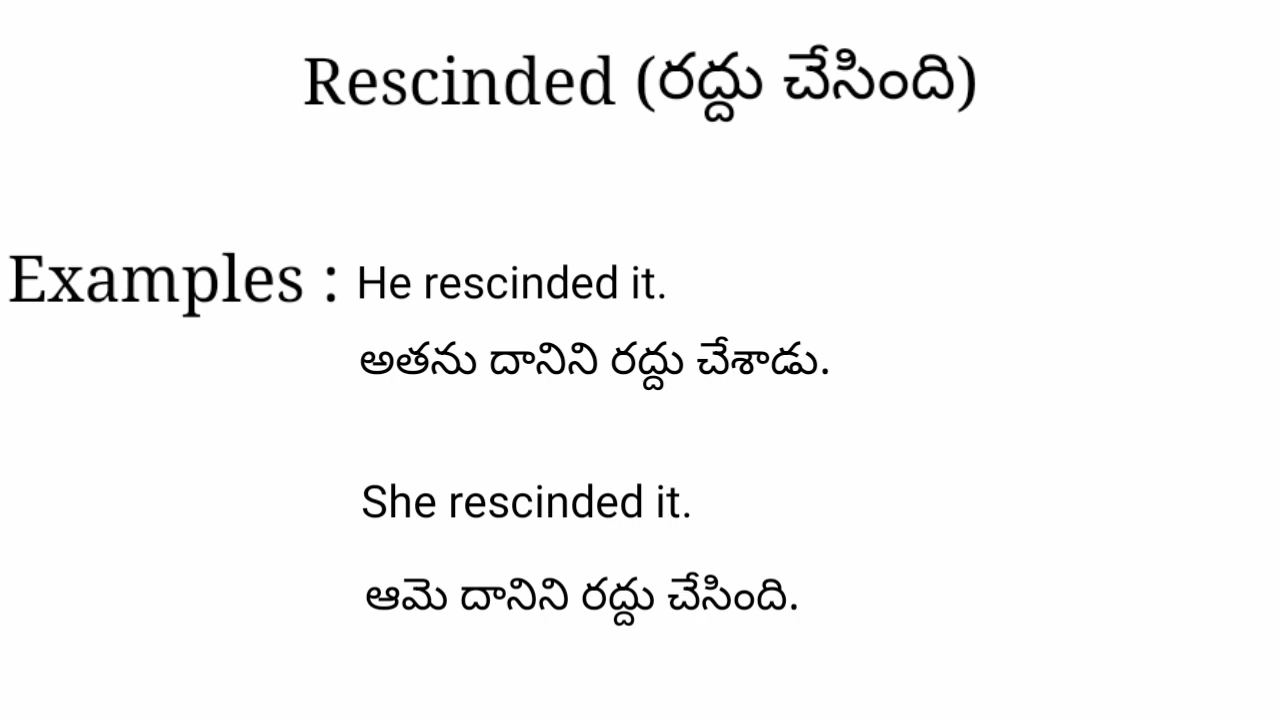 Rescinded (రద్దు చేసింది)
Examples : He rescinded it.
అతను దానిని రద్దు చేశాడు.
She rescinded it.
ఆమె దానిని రద్దు చేసింది.